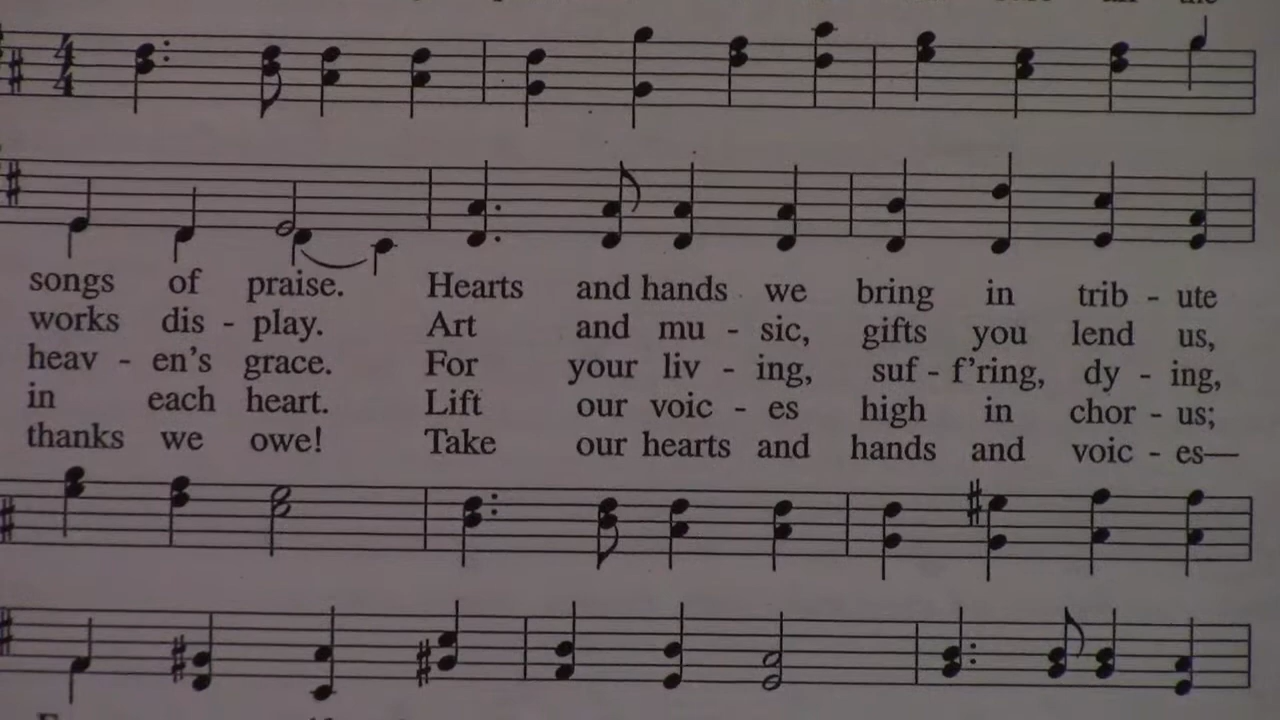 4
4
songs of praise. Hearts and hands we bring in trib - ute
works dis - play. Art and mu - sic, gifts you lend us,
heav - en's grace. For your liv - ing, suf - f'ring, dy - ing,
in each heart. Lift our voic - es high in chor - us;
thanks we owe! Take our hearts and hands and voic - es—